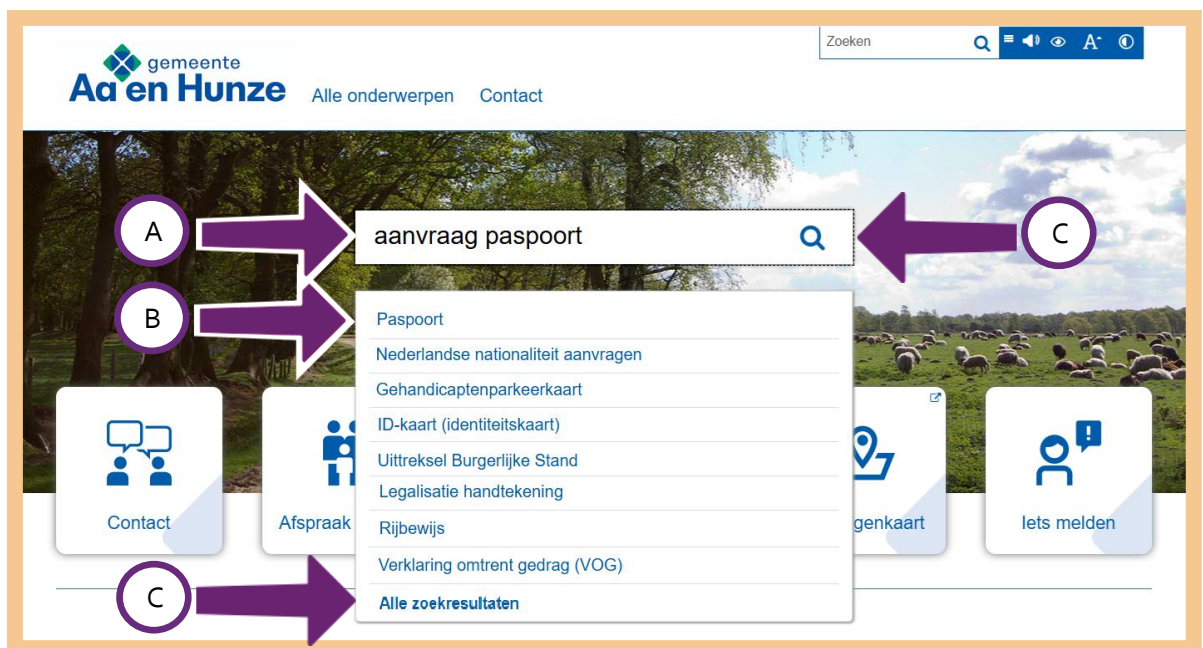 gemeente
Aa en Hunze
Alle onderwerpen
Contact
Zoeken
A
A
aanvraag paspoort
C
B
Paspoort
Nederlandse nationaliteit aanvragen
Gehandicaptenparkeerkaart
ID-kaart (identiteitskaart)
Uittreksel Burgerlijke Stand
Legalisatie handtekening
Rijbewijs
Verklaring omtrent gedrag (VOG)
Alle zoekresultaten
C
Contact
Afspraak
genkaart
Iets melden